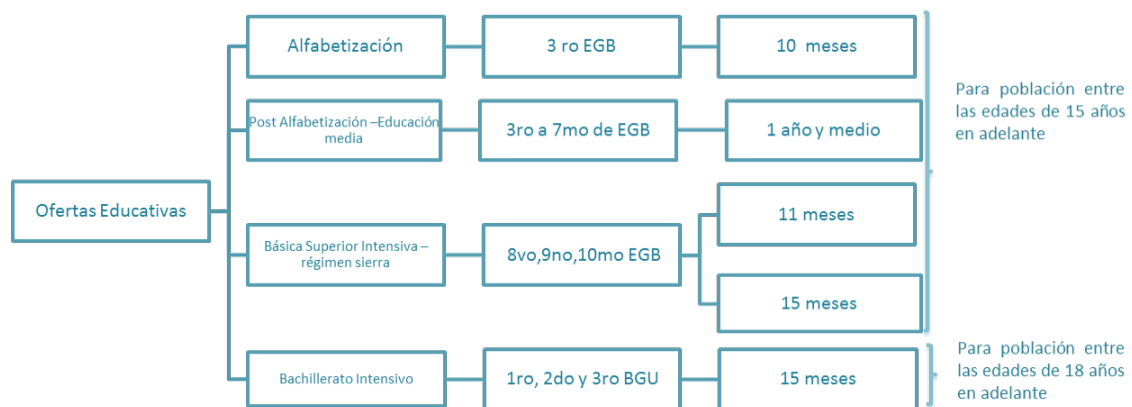 Ofertas Educativas
Alfabetización
3 ro EGB
10 meses
Post Alfabetización –Educación
media
3ro a 7mo de EGB
1 año y medio
Básica Superior Intensiva –
régimen sierra
8vo,9no,10mo EGB
11 meses
15 meses
Para población entre
las edades de 15 años
en adelante
Bachillerato Intensivo
1ro, 2do y 3ro BGU
15 meses
Para población entre
las edades de 18 años
en adelante